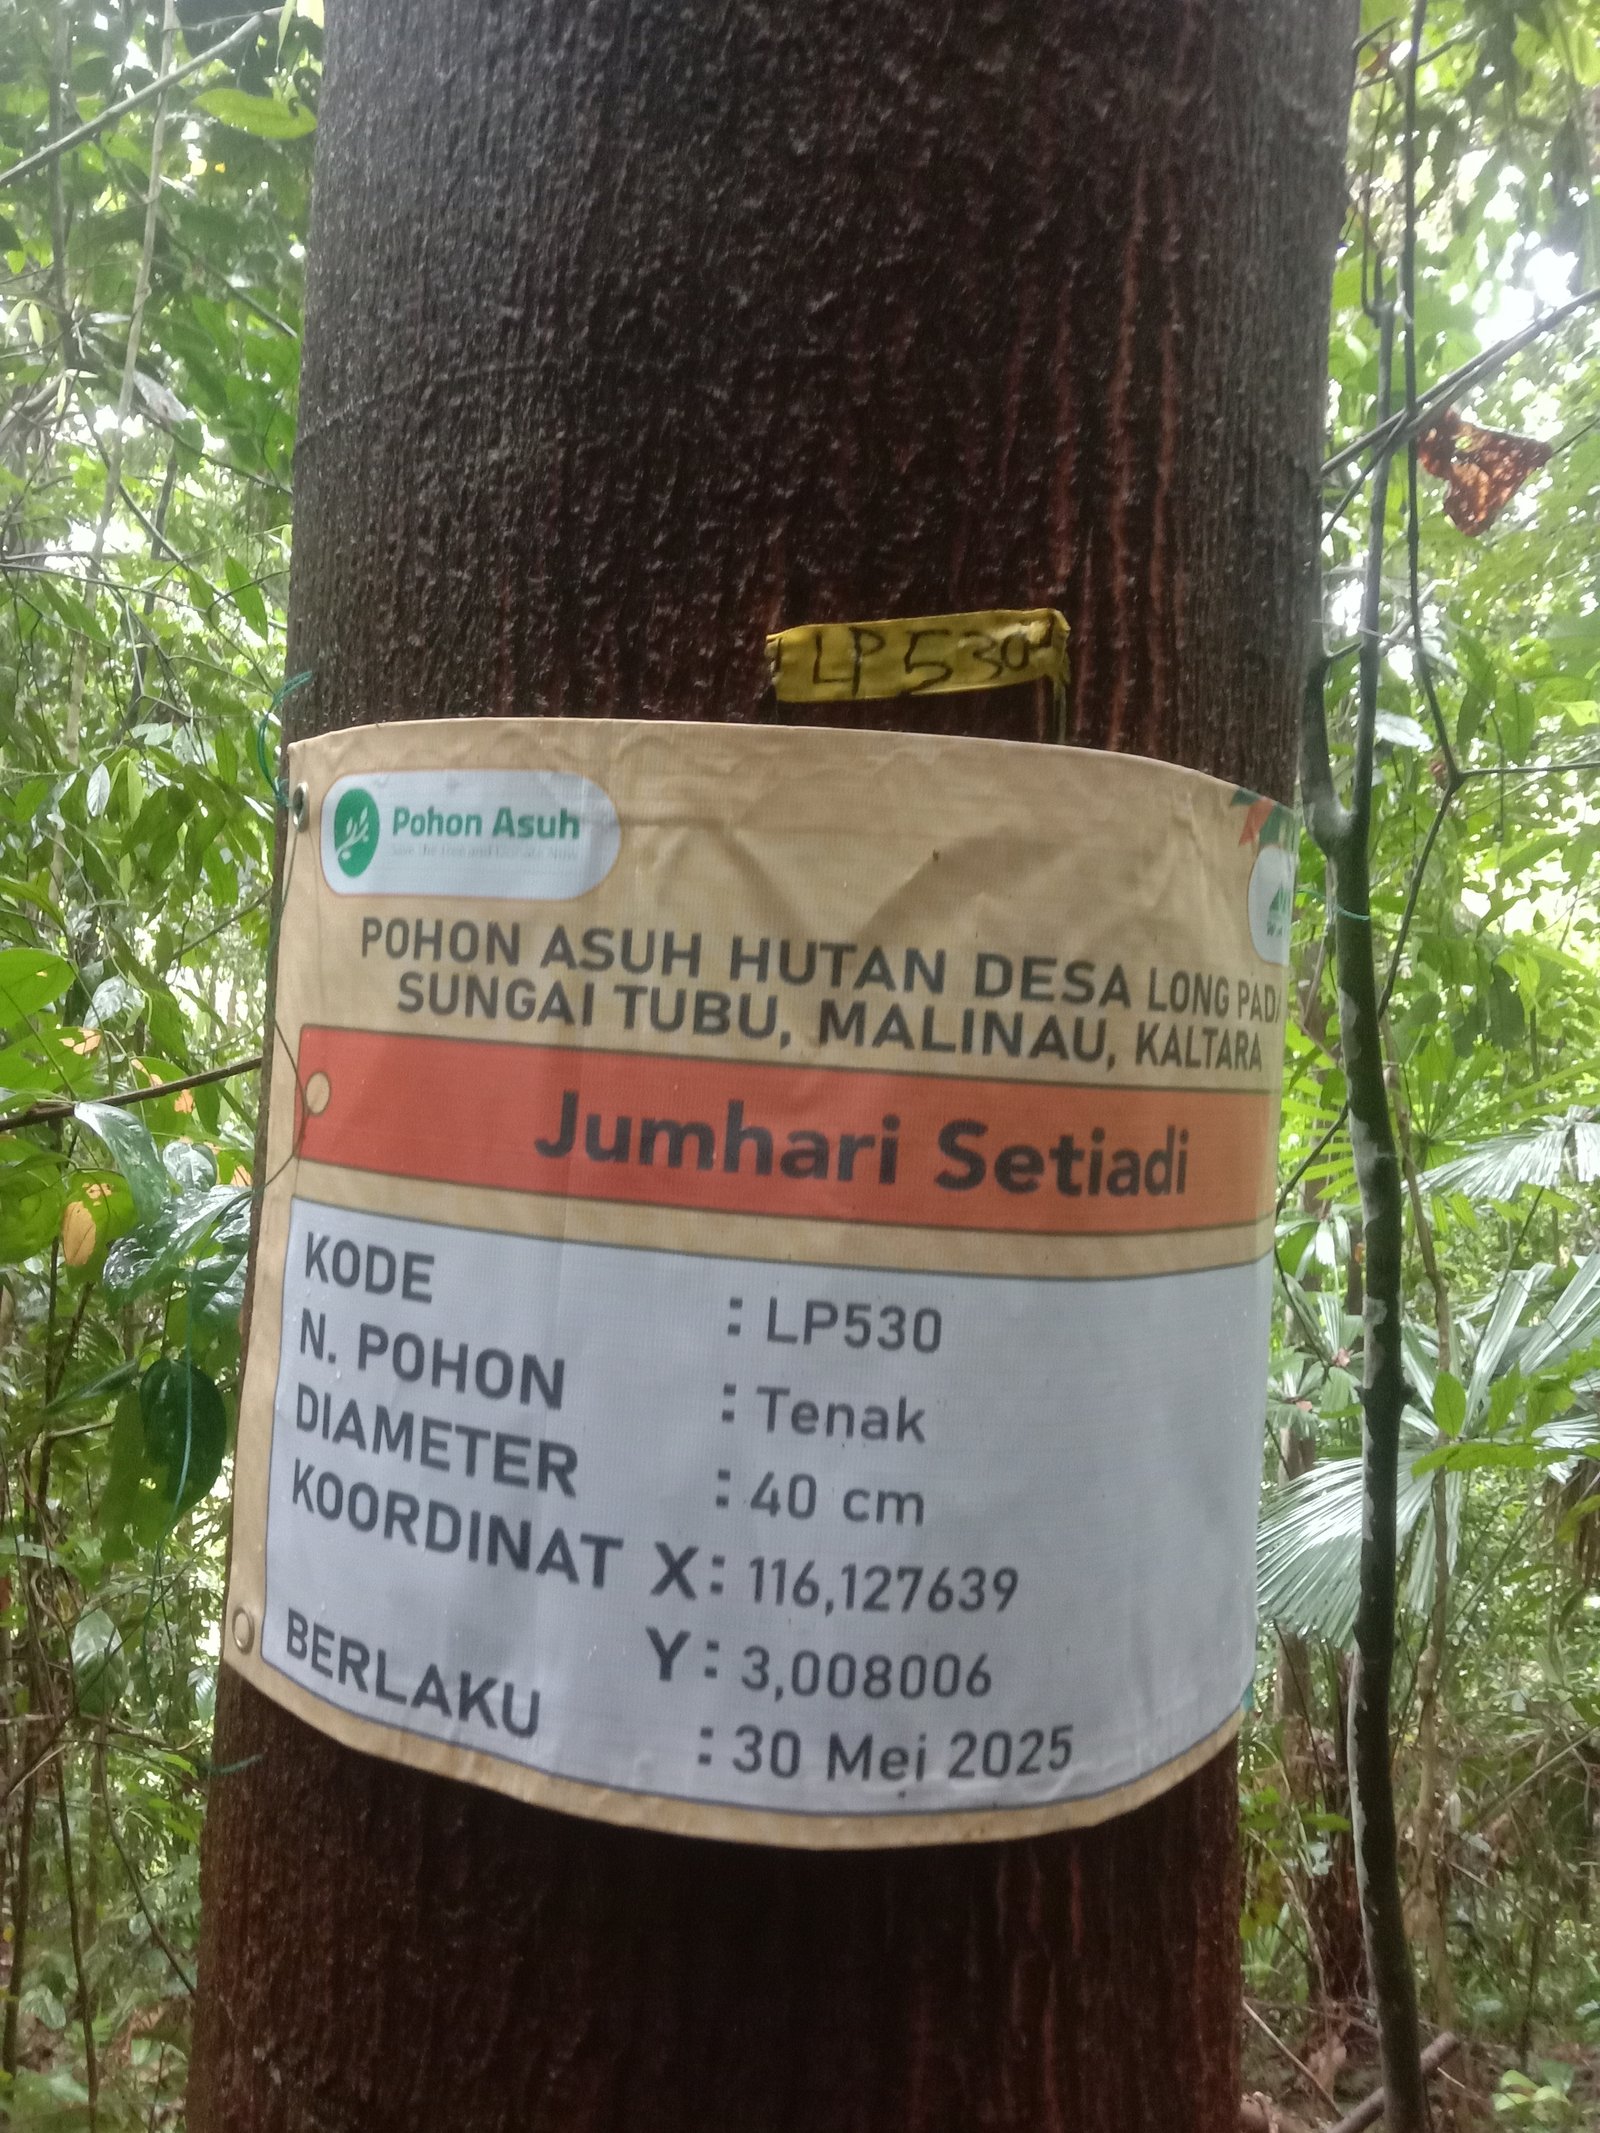 LP530
Pohon Asuh
POHON ASUH HUTAN DESA LONG PADA
SUNGAI TUBU, MALINAU, KALTARA
Jumhari Setiadi
KODE : LP530
N. POHON : Tenak
DIAMETER : 40 cm
KOORDINAT X : 116,127639
Y : 3,008006
BERLAKU : 30 Mei 2025